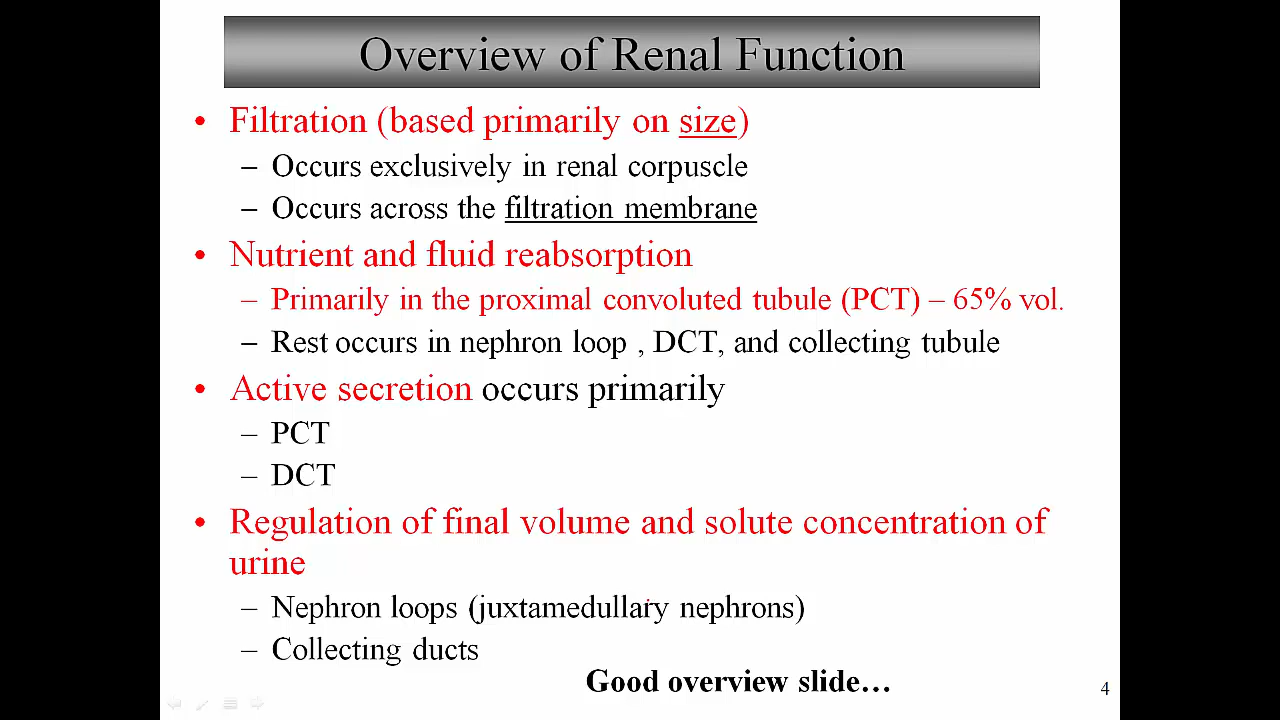 Overview of Renal Function
• Filtration (based primarily on size)
– Occurs exclusively in renal corpuscle
– Occurs across the filtration membrane
• Nutrient and fluid reabsorption
– Primarily in the proximal convoluted tubule (PCT) – 65% vol.
– Rest occurs in nephron loop , DCT, and collecting tubule
• Active secretion occurs primarily
– PCT
– DCT
• Regulation of final volume and solute concentration of
urine
– Nephron loops (juxtamedullary nephrons)
– Collecting ducts
Good overview slide…
4